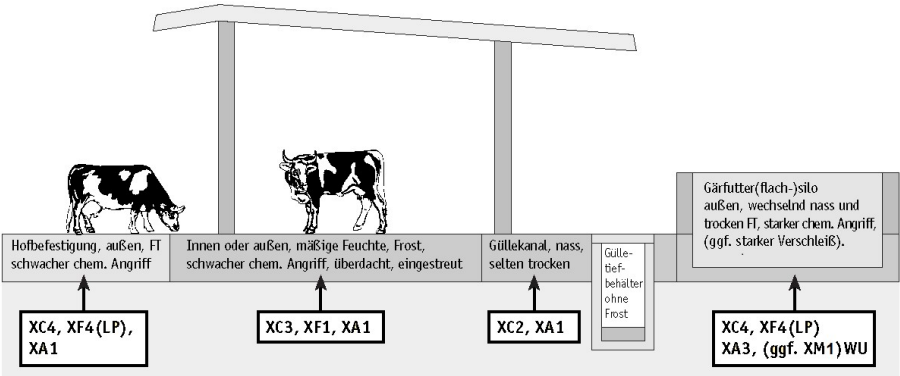 Hofbefestigung, außen, FT
schwacher chem. Angriff
Innen oder außen, mäßige Feuchte, Frost,
schwacher chem. Angriff, überdacht, eingestreut
Güllekanal, nass,
selten trocken
Gülle-
tief-
behälter
ohne
Frost
Gärfutter(flach-)silo
außen, wechselnd nass und
trocken FT, starker chem. Angriff,
(ggf. starker Verschleiß).
XC4, XF4(LP),
XA1
XC3, XF1, XA1
XC2, XA1
XC4, XF4(LP)
XA3, (ggf. XM1)WU